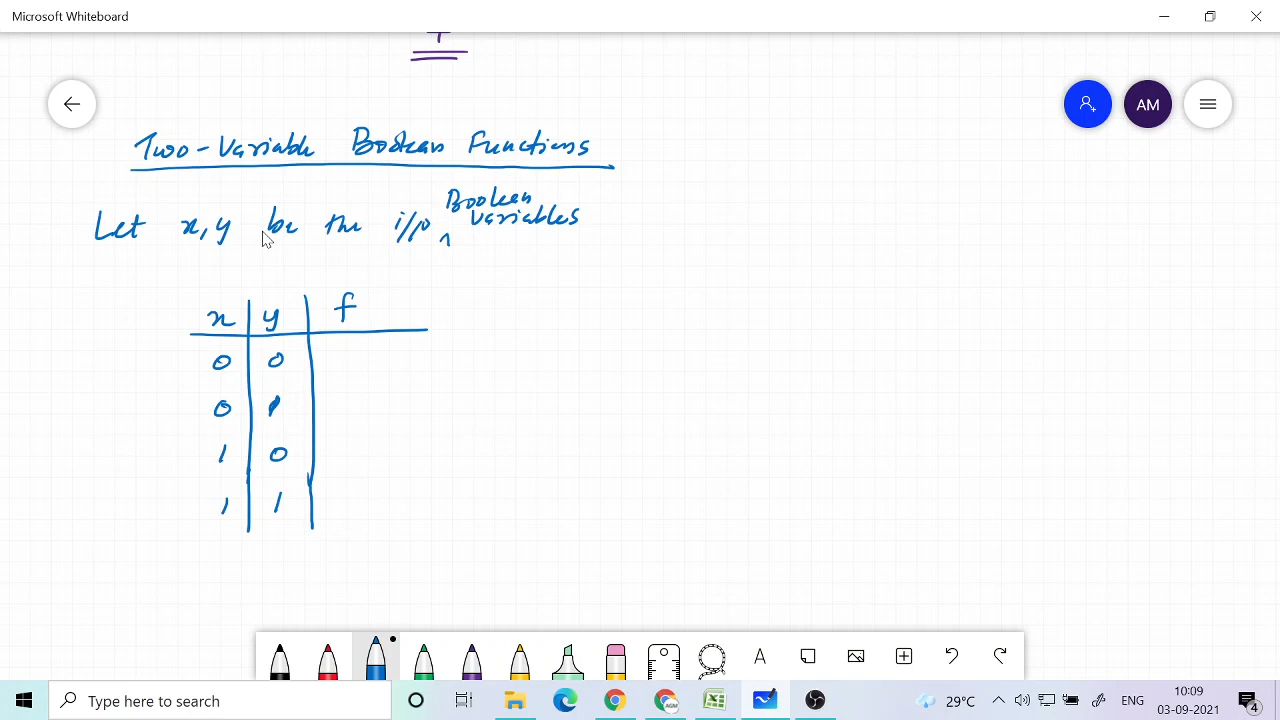 Microsoft Whiteboard
AM
Two-Variable Boolean Functions
Let x, y be the i/p ^ Boolean Variables
x y f
0 0
0 1
1 0
1 1
A
Type here to search
AGM
29°C
ENG
10:09
03-09-2021
4